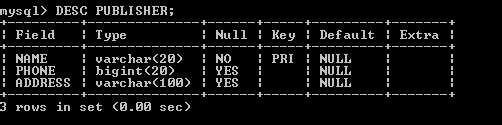 mysql> DESC PUBLISHER;
| Field | Type | Null | Key | Default | Extra |
| NAME | varchar(20) | NO | PRI | NULL | |
| PHONE | bigint(20) | YES | | NULL | |
| ADDRESS | varchar(100) | YES | | NULL | |
3 rows in set (0.00 sec)